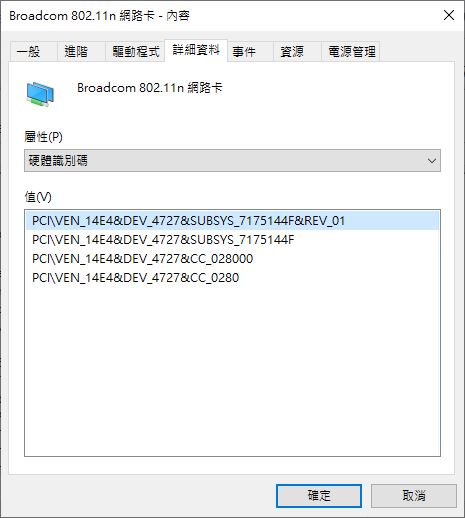 Broadcom 802.11n 網路卡 - 內容
一般 進階 驅動程式 詳細資料 事件 資源 電源管理
Broadcom 802.11n 網路卡
屬性(P)
硬體識別碼
值(V)
PCI\VEN_14E4&DEV_4727&SUBSYS_7175144F&REV_01
PCI\VEN_14E4&DEV_4727&SUBSYS_7175144F
PCI\VEN_14E4&DEV_4727&CC_028000
PCI\VEN_14E4&DEV_4727&CC_0280
確定 取消